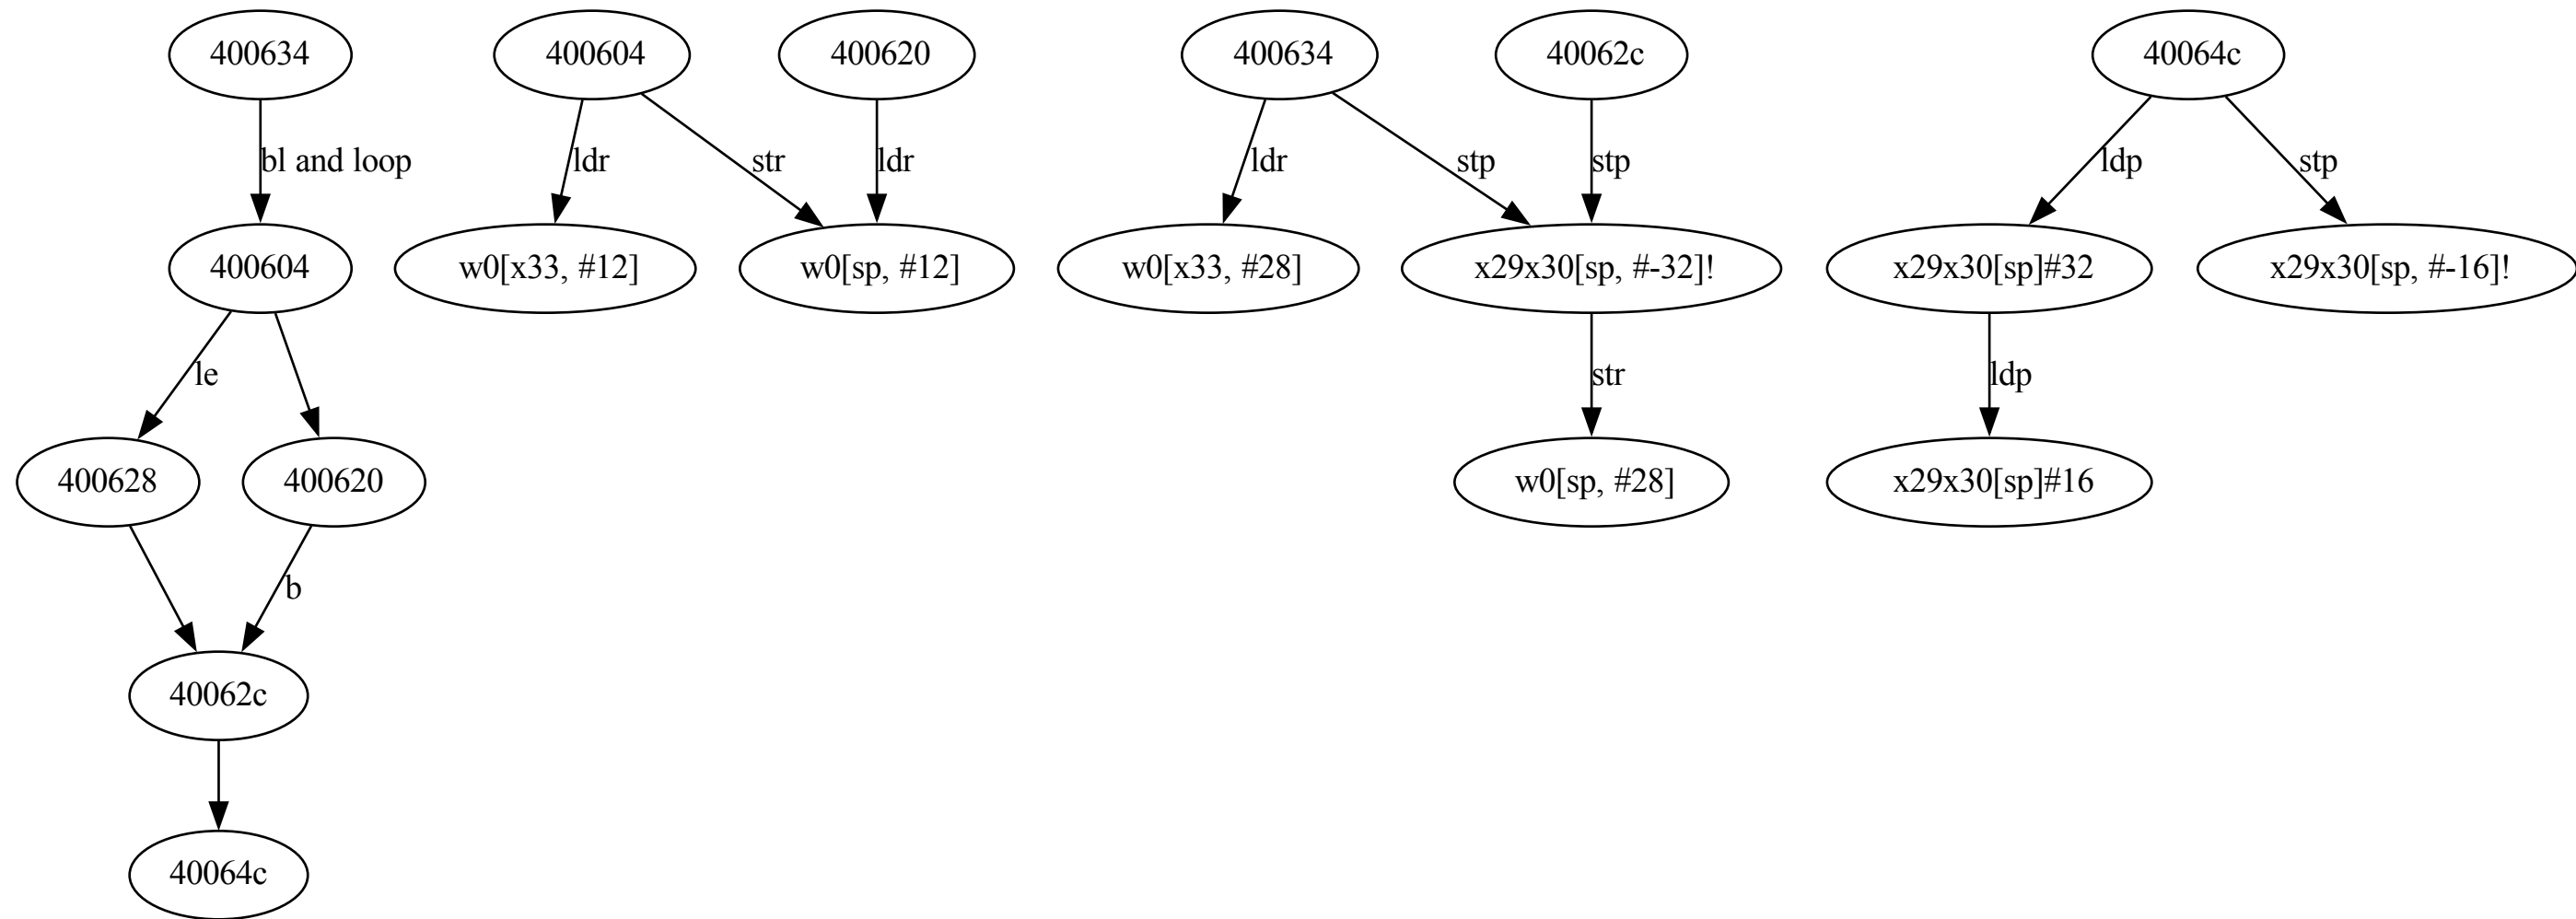 400634
400604
400620
400634
40062c
40064c
bl and loop
ldr
str
ldr
ldr
stp
stp
ldp
stp
400604
w0[x33, #12]
w0[sp, #12]
w0[x33, #28]
x29x30[sp, #-32]!
x29x30[sp]#32
x29x30[sp, #-16]!
le
str
ldp
400628
400620
w0[sp, #28]
x29x30[sp]#16
b
40062c
40064c